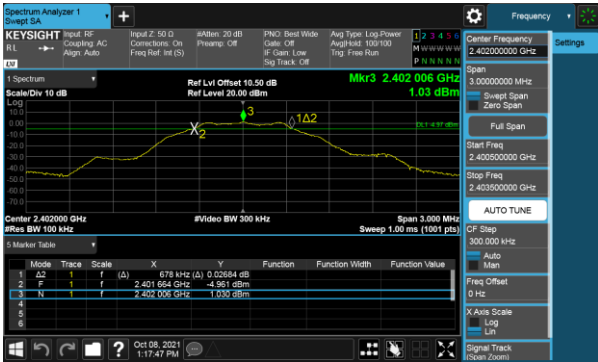 Spectrum Analyzer 1
Swept SA
Frequency
KEYSIGHT
RL
Input: RF
Coupling: AC
Align: Auto
Input Z: 50 Ω
Corrections: On
Freq Ref: Int (S)
#Atten: 20 dB
Preamp: Off
PNO: Best Wide
Gate: Off
IF Gain: Low
Sig Track: Off
Avg Type: Log-Power
Avg|Hold: 100/100
Trig: Free Run
1 2 3 4 5 6
M W W W W W
P N N N N N
Settings
Center Frequency
2.402000000 GHz
Span
3.00000000 MHz
Swept Span
Zero Span
Full Span
Start Freq
2.400500000 GHz
Stop Freq
2.403500000 GHz
AUTO TUNE
CF Step
300.000 kHz
Auto
Man
Freq Offset
0 Hz
X Axis Scale
Log
Lin
Signal Track
(Span Zoom)
1 Spectrum
Scale/Div 10 dB
Ref Lvl Offset 10.50 dB
Ref Level 20.00 dBm
Mkr3 2.402 006 GHz
1.03 dBm
Log
10.0
0.00
-10.0
-20.0
-30.0
-40.0
-50.0
-60.0
-70.0
X2
3
1Δ2
DL1 -4.97 dBm
Center 2.402000 GHz
#Res BW 100 kHz
#Video BW 300 kHz
Span 3.000 MHz
Sweep 1.00 ms (1001 pts)
5 Marker Table
Mode Trace Scale X Y Function Function Width Function Value
1 Δ2 1 f (Δ) 678 kHz (Δ) 0.02684 dB
2 F 1 f 2.401 664 GHz -4.961 dBm
3 N 1 f 2.402 006 GHz 1.030 dBm
4
5
6
Oct 08, 2021
1:17:47 PM